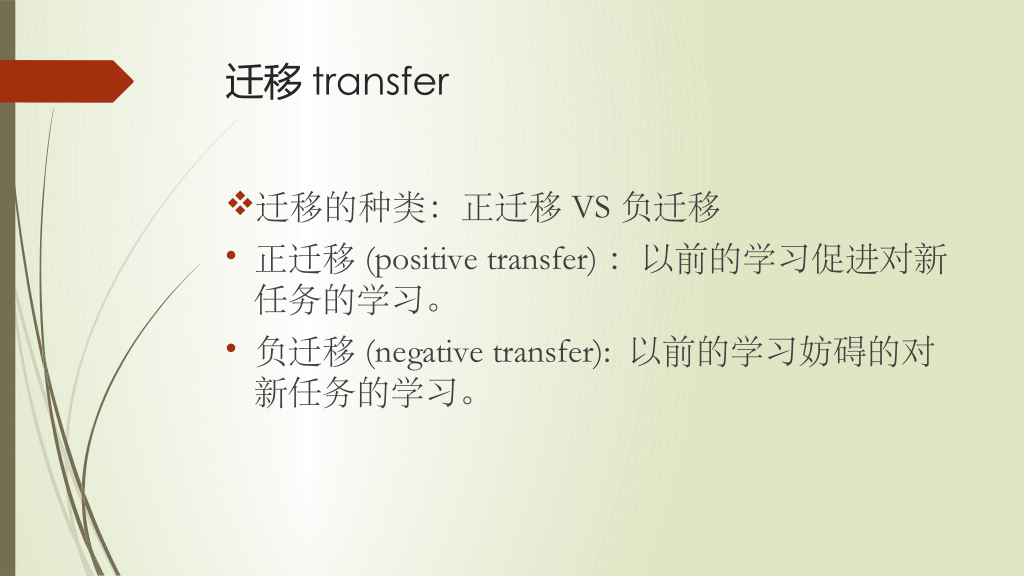 迁移 transfer
迁移的种类：正迁移 VS 负迁移
正迁移 (positive transfer) ：以前的学习促进对新
任务的学习。
负迁移 (negative transfer): 以前的学习妨碍的对
新任务的学习。